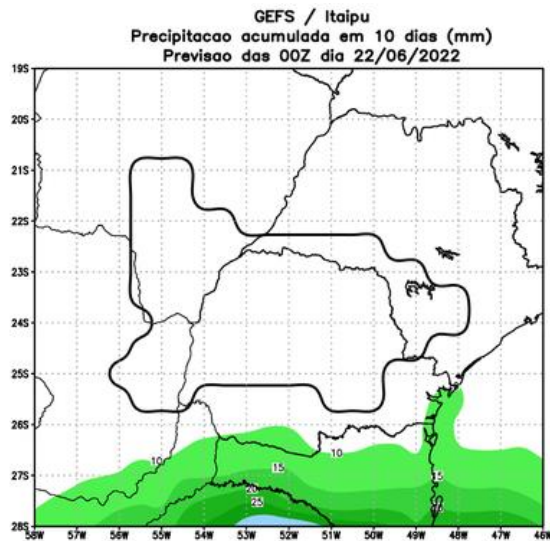 GEFS / Itaipu
Precipitacao acumulada em 10 dias (mm)
Previsao das 00Z dia 22/06/2022
19S
20S
21S
22S
23S
24S
25S
26S
27S
28S
10
15
20
25
10
15
58W 57W 56W 55W 54W 53W 52W 51W 50W 49W 48W 47W 46W